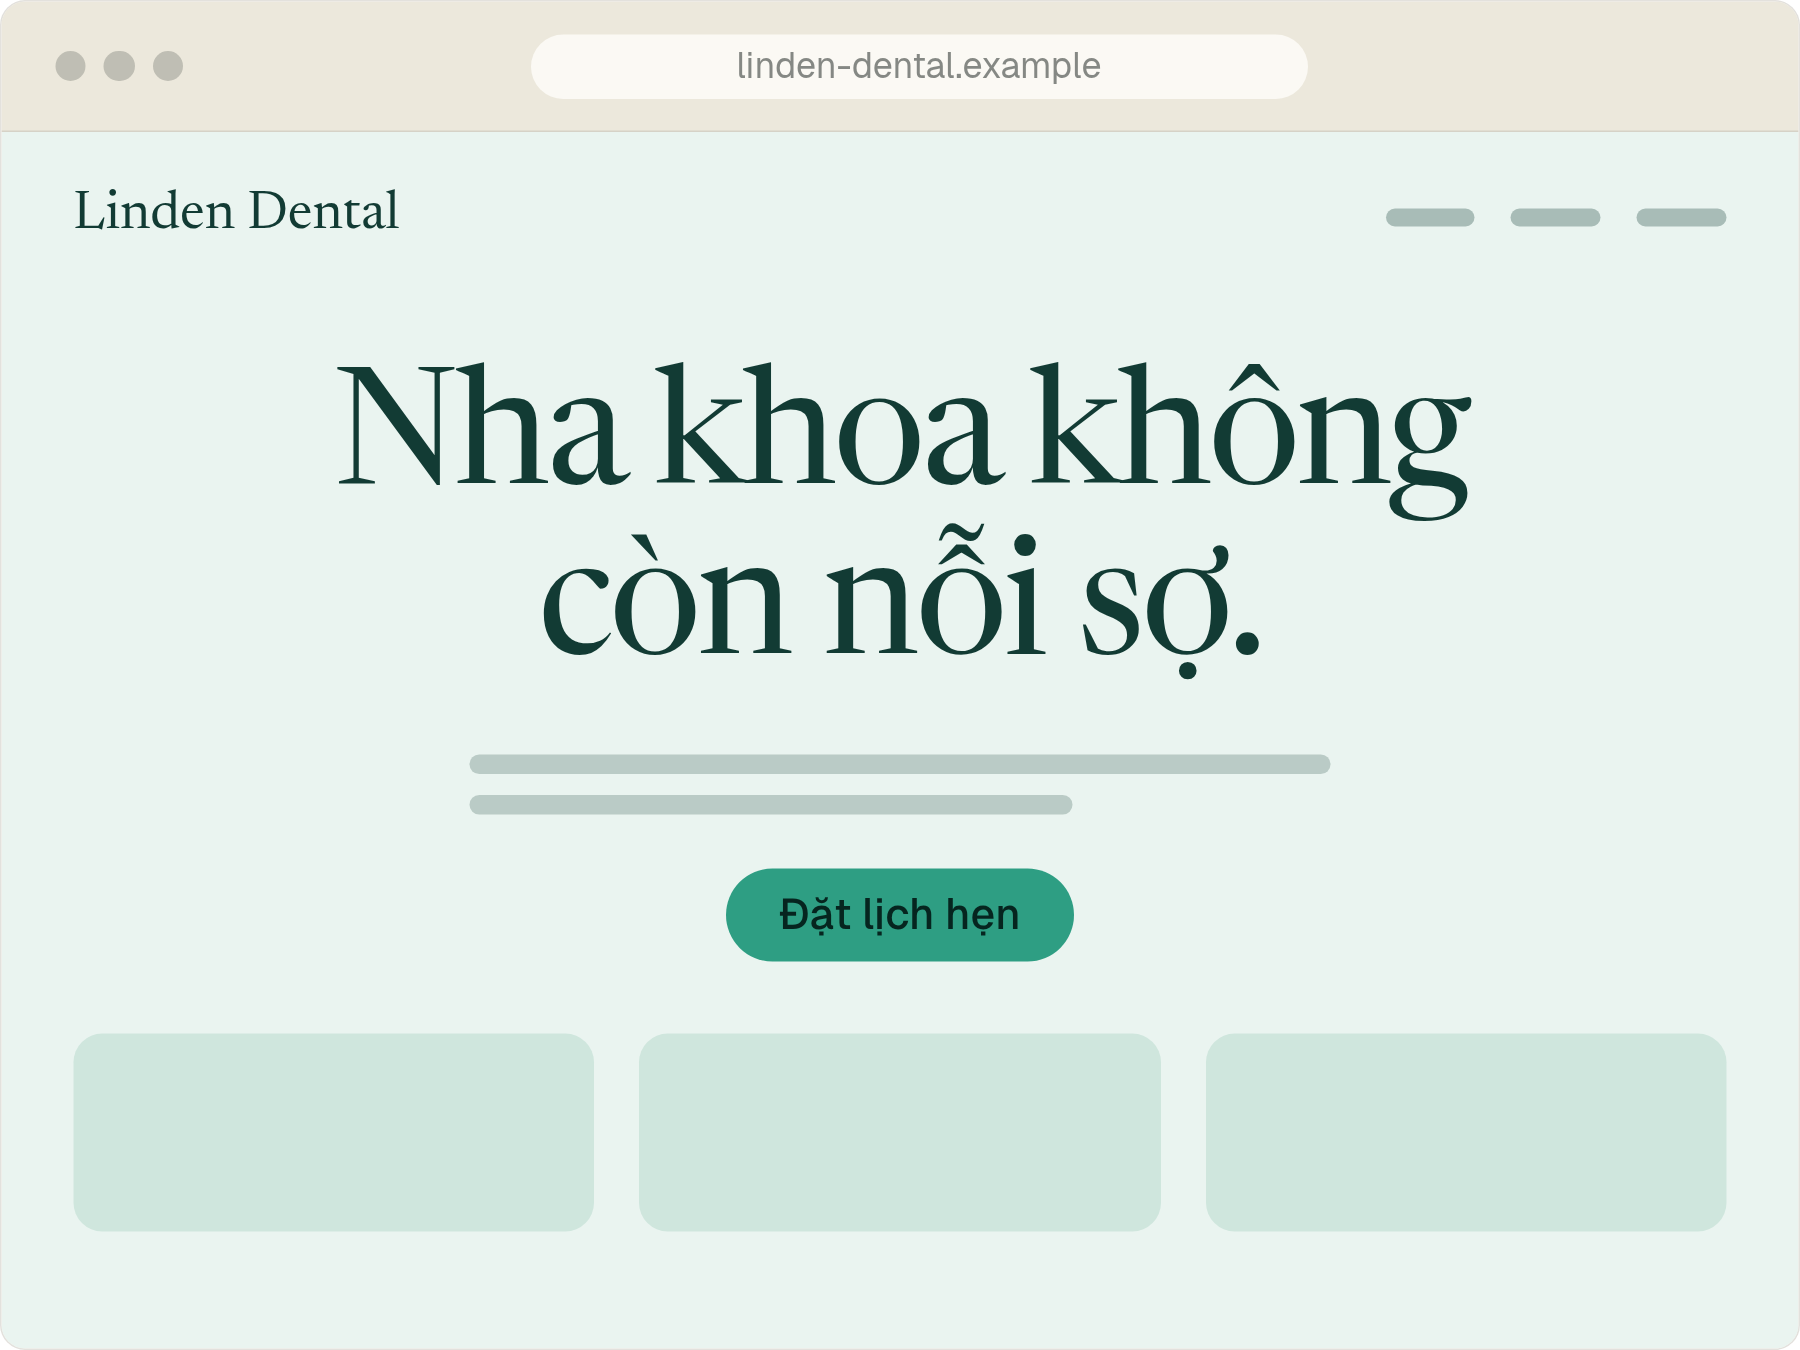 linden-dental.example
Linden Dental
Nha khoa không
còn nỗi sợ.
Đặt lịch hẹn